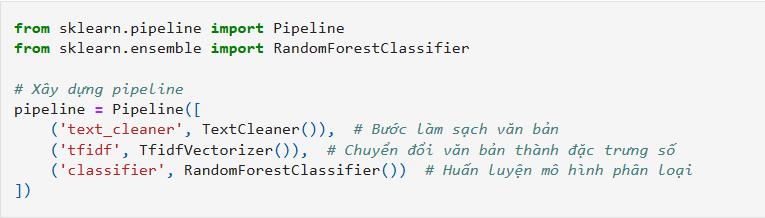 from sklearn.pipeline import Pipeline
from sklearn.ensemble import RandomForestClassifier

# Xây dựng pipeline
pipeline = Pipeline([
    ('text_cleaner', TextCleaner()),  # Bước làm sạch văn bản
    ('tfidf', TfidfVectorizer()),  # Chuyển đổi văn bản thành đặc trưng số
    ('classifier', RandomForestClassifier())  # Huấn luyện mô hình phân loại
])